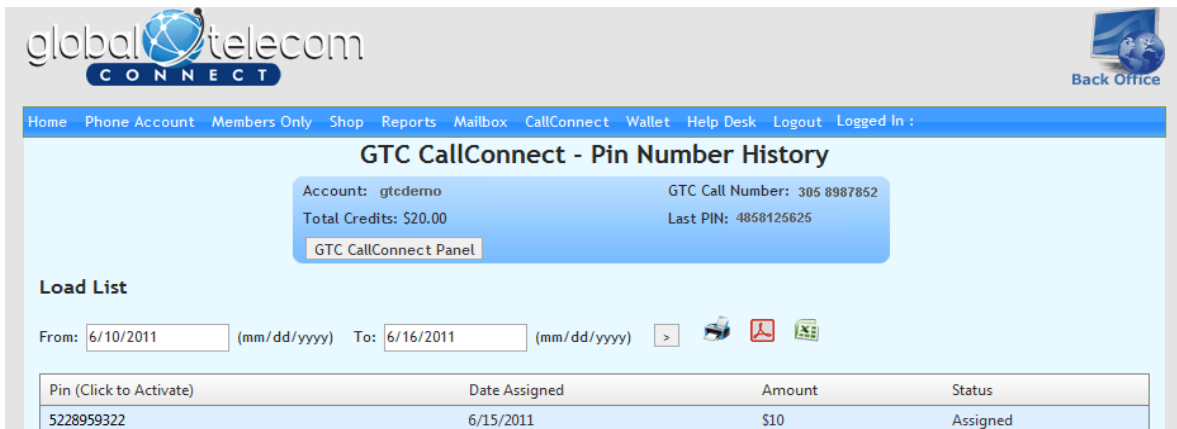 global telecom
CONNECT
Back Office
Home Phone Account Members Only Shop Reports Mailbox CallConnect Wallet Help Desk Logout Logged In :
GTC CallConnect - Pin Number History
Account: gtcdemo GTC Call Number: 305 8987852
Total Credits: $20.00 Last PIN: 4858125625
GTC CallConnect Panel
Load List
From: 6/10/2011 (mm/dd/yyyy) To: 6/16/2011 (mm/dd/yyyy) >
Pin (Click to Activate) Date Assigned Amount Status
5228959322 6/15/2011 $10 Assigned